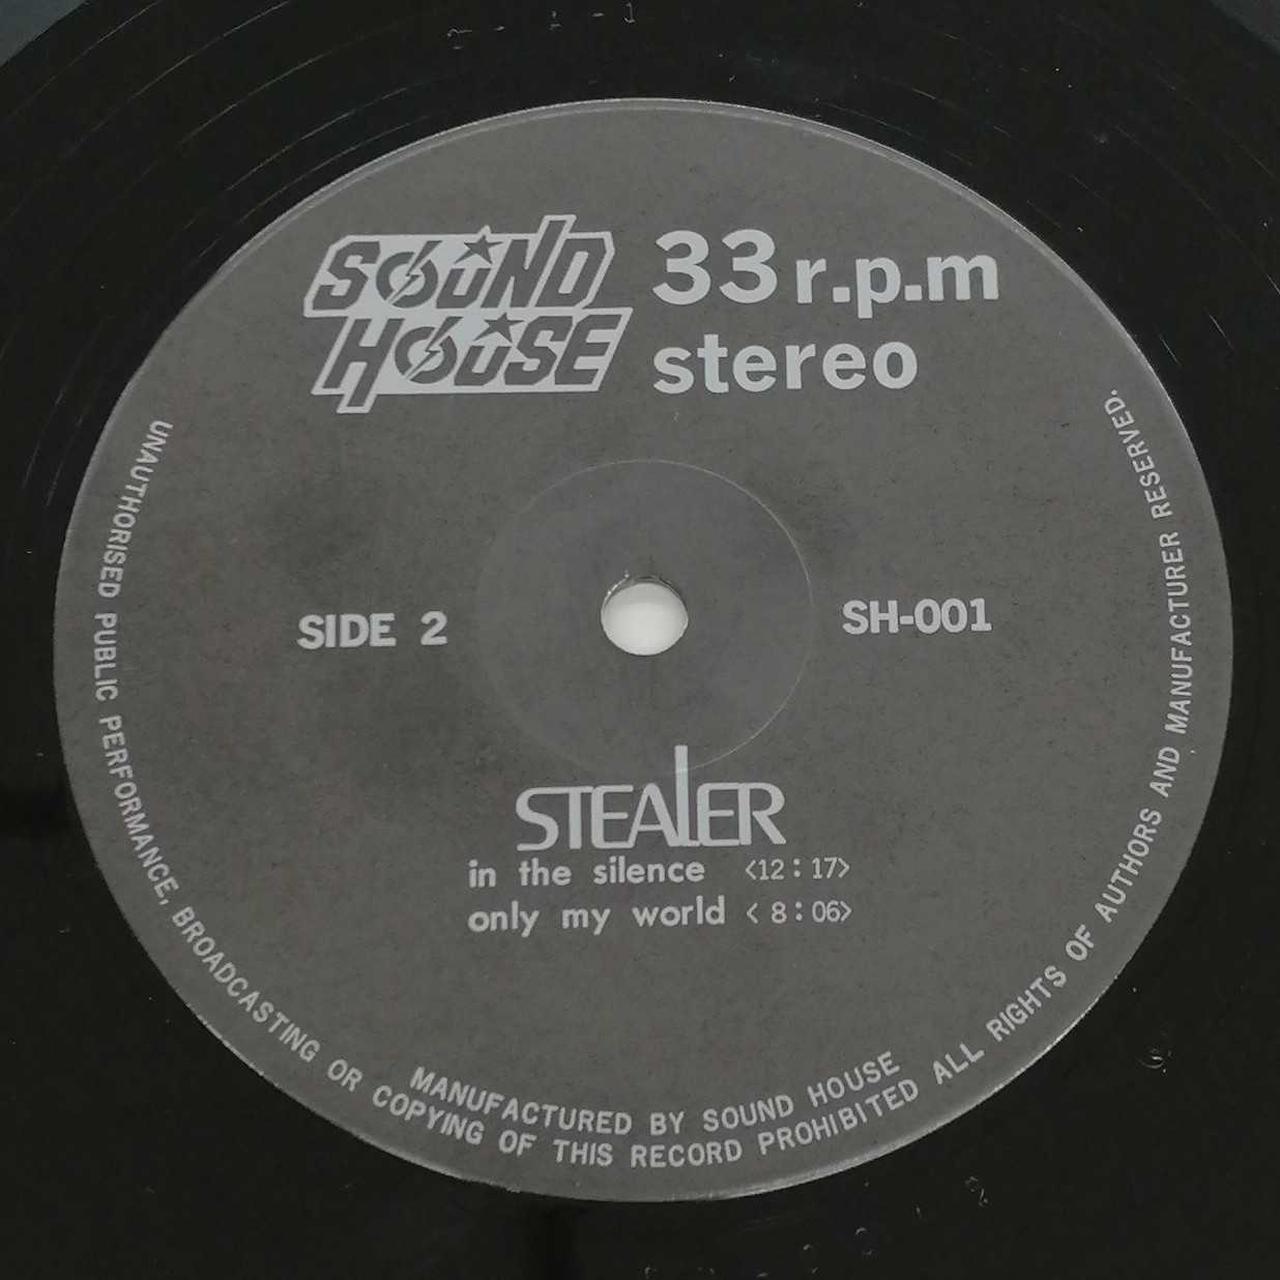 SOUND
HOUSE
33 r.p.m
stereo
SIDE 2
SH-001
STEALER
in the silence <12:17>
only my world < 8:06>
MANUFACTURED BY SOUND HOUSE
UNAUTHORISED PUBLIC PERFORMANCE, BROADCASTING OR COPYING OF THIS RECORD PROHIBITED ALL RIGHTS OF AUTHORS AND MANUFACTURER RESERVED.